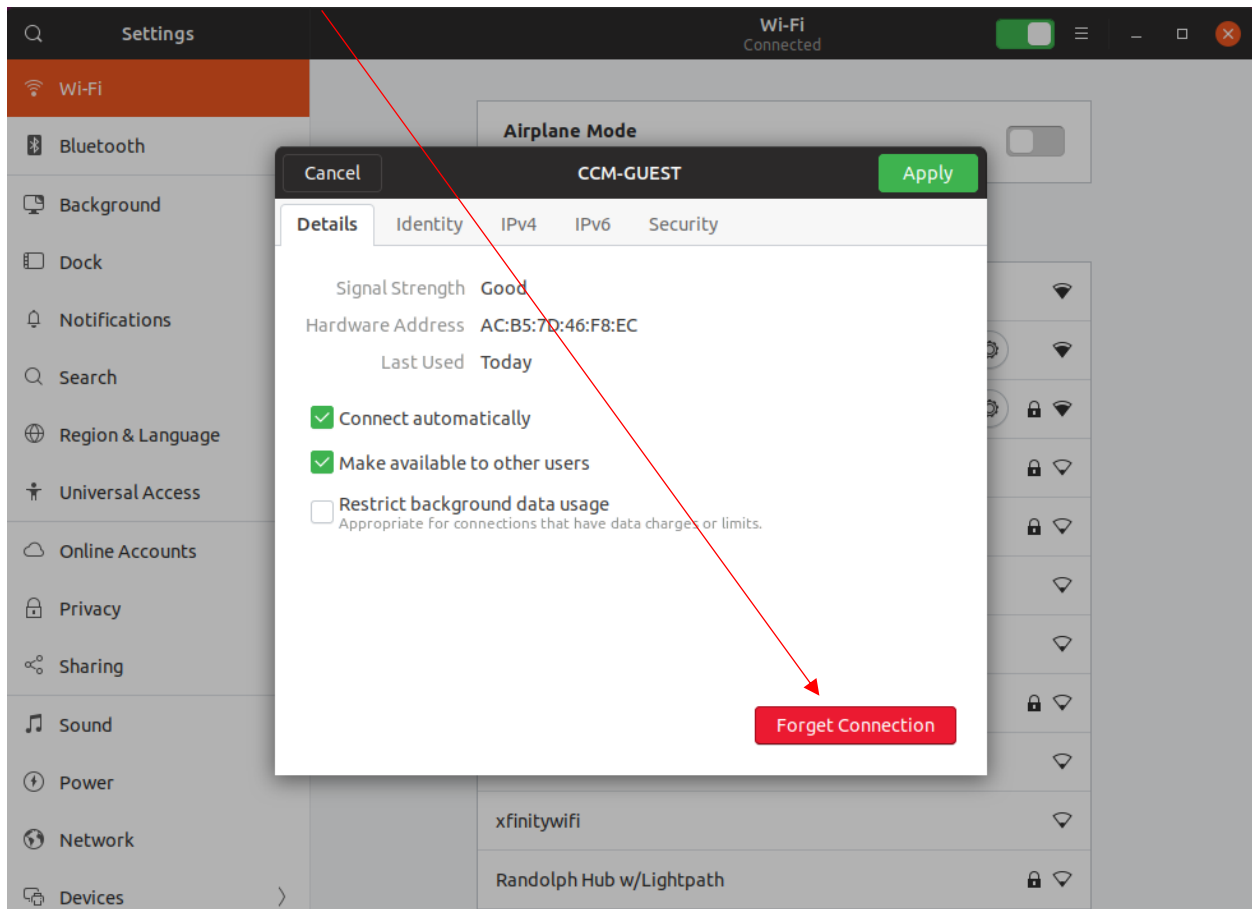 Settings
Wi-Fi
Connected
Wi-Fi
Bluetooth
Background
Dock
Notifications
Search
Region & Language
Universal Access
Online Accounts
Privacy
Sharing
Sound
Power
Network
Devices
Airplane Mode
Cancel
CCM-GUEST
Apply
Details Identity IPv4 IPv6 Security
Signal Strength Good
Hardware Address AC:B5:7D:46:F8:EC
Last Used Today
Connect automatically
Make available to other users
Restrict background data usage
Appropriate for connections that have data charges or limits.
Forget Connection
xfinitywifi
Randolph Hub w/Lightpath